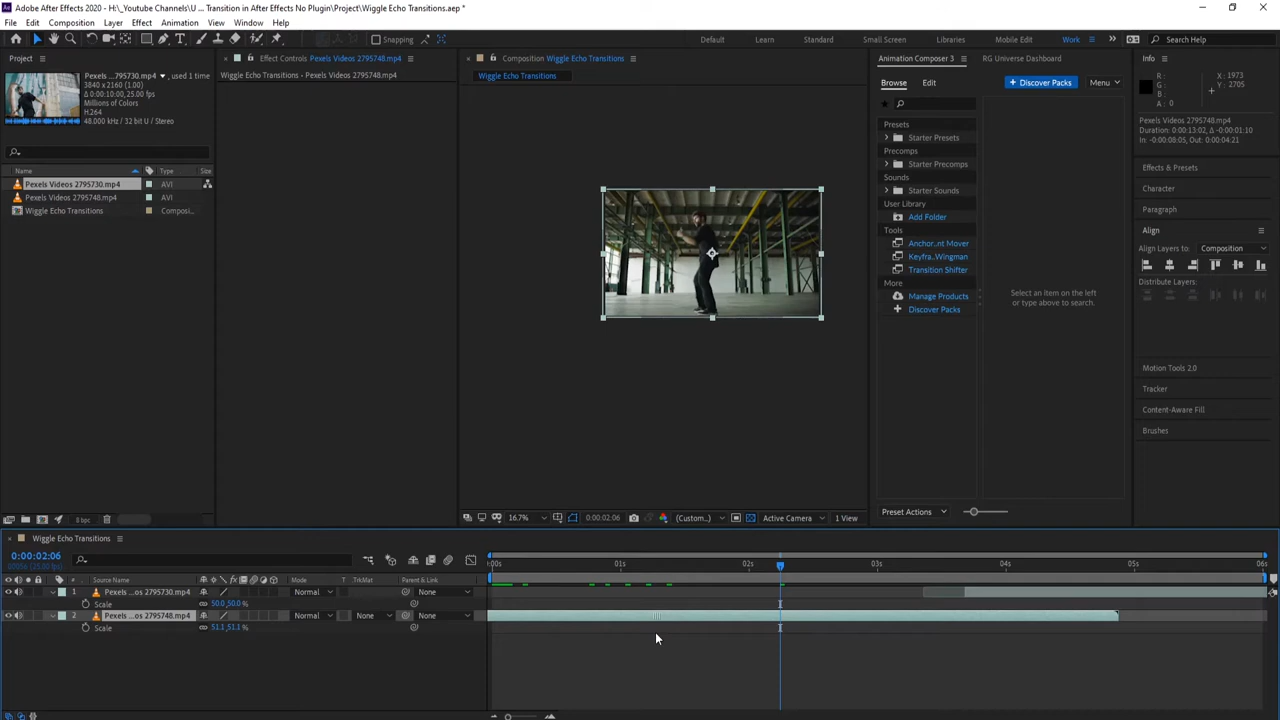 Adobe After Effects 2020 - H:\_Youtube Channels\U ... Transition in After Effects No Plugin\Project\Wiggle Echo Transitions.aep *
File Edit Composition Layer Effect Animation View Window Help
Snapping
Default Learn Standard Small Screen Libraries Mobile Edit Work
Search Help
Project
Effect Controls Pexels Videos 2795748.mp4
Composition Wiggle Echo Transitions
Animation Composer 3
RG Universe Dashboard
Info
Wiggle Echo Transitions • Pexels Videos 2795748.mp4
Wiggle Echo Transitions
Pexels ...795730.mp4 , used 1 time
3840 x 2160 (1.00)
Δ 0:00:10:00, 25.00 fps
Millions of Colors
H.264
48.000 kHz / 32 bit U / Stereo
Browse Edit
+ Discover Packs
Menu
R :
G :
B :
A : 0
X : 1973
Y : 2705
Pexels Videos 2795748.mp4
Duration: 0:00:13:02, Δ -0:00:01:10
In: -0:00:08:05, Out: 0:00:04:21
Presets
Starter Presets
Precomps
Starter Precomps
Sounds
Starter Sounds
User Library
Add Folder
Tools
Anchor...nt Mover
Keyfra...Wingman
Transition Shifter
More
Manage Products
Discover Packs
Select an item on the left
or type above to search.
Preset Actions
Effects & Presets
Character
Paragraph
Align
Align Layers to: Composition
Distribute Layers:
Motion Tools 2.0
Tracker
Content-Aware Fill
Brushes
Name Type Size
Pexels Videos 2795730.mp4 AVI
Pexels Videos 2795748.mp4 AVI
Wiggle Echo Transitions Composi...
8 bpc
16.7% 0:00:02:06 (Custom... Active Camera 1 View
Wiggle Echo Transitions
0:00:02:06
00056 (25.00 fps)
:00s 01s 02s 03s 04s 05s 06s
# Source Name Mode T TrkMat Parent & Link
1 Pexels ...os 2795730.mp4 Normal None
Scale 50.0,50.0 %
2 Pexels ...os 2795748.mp4 Normal None None
Scale 51.1,51.1 %